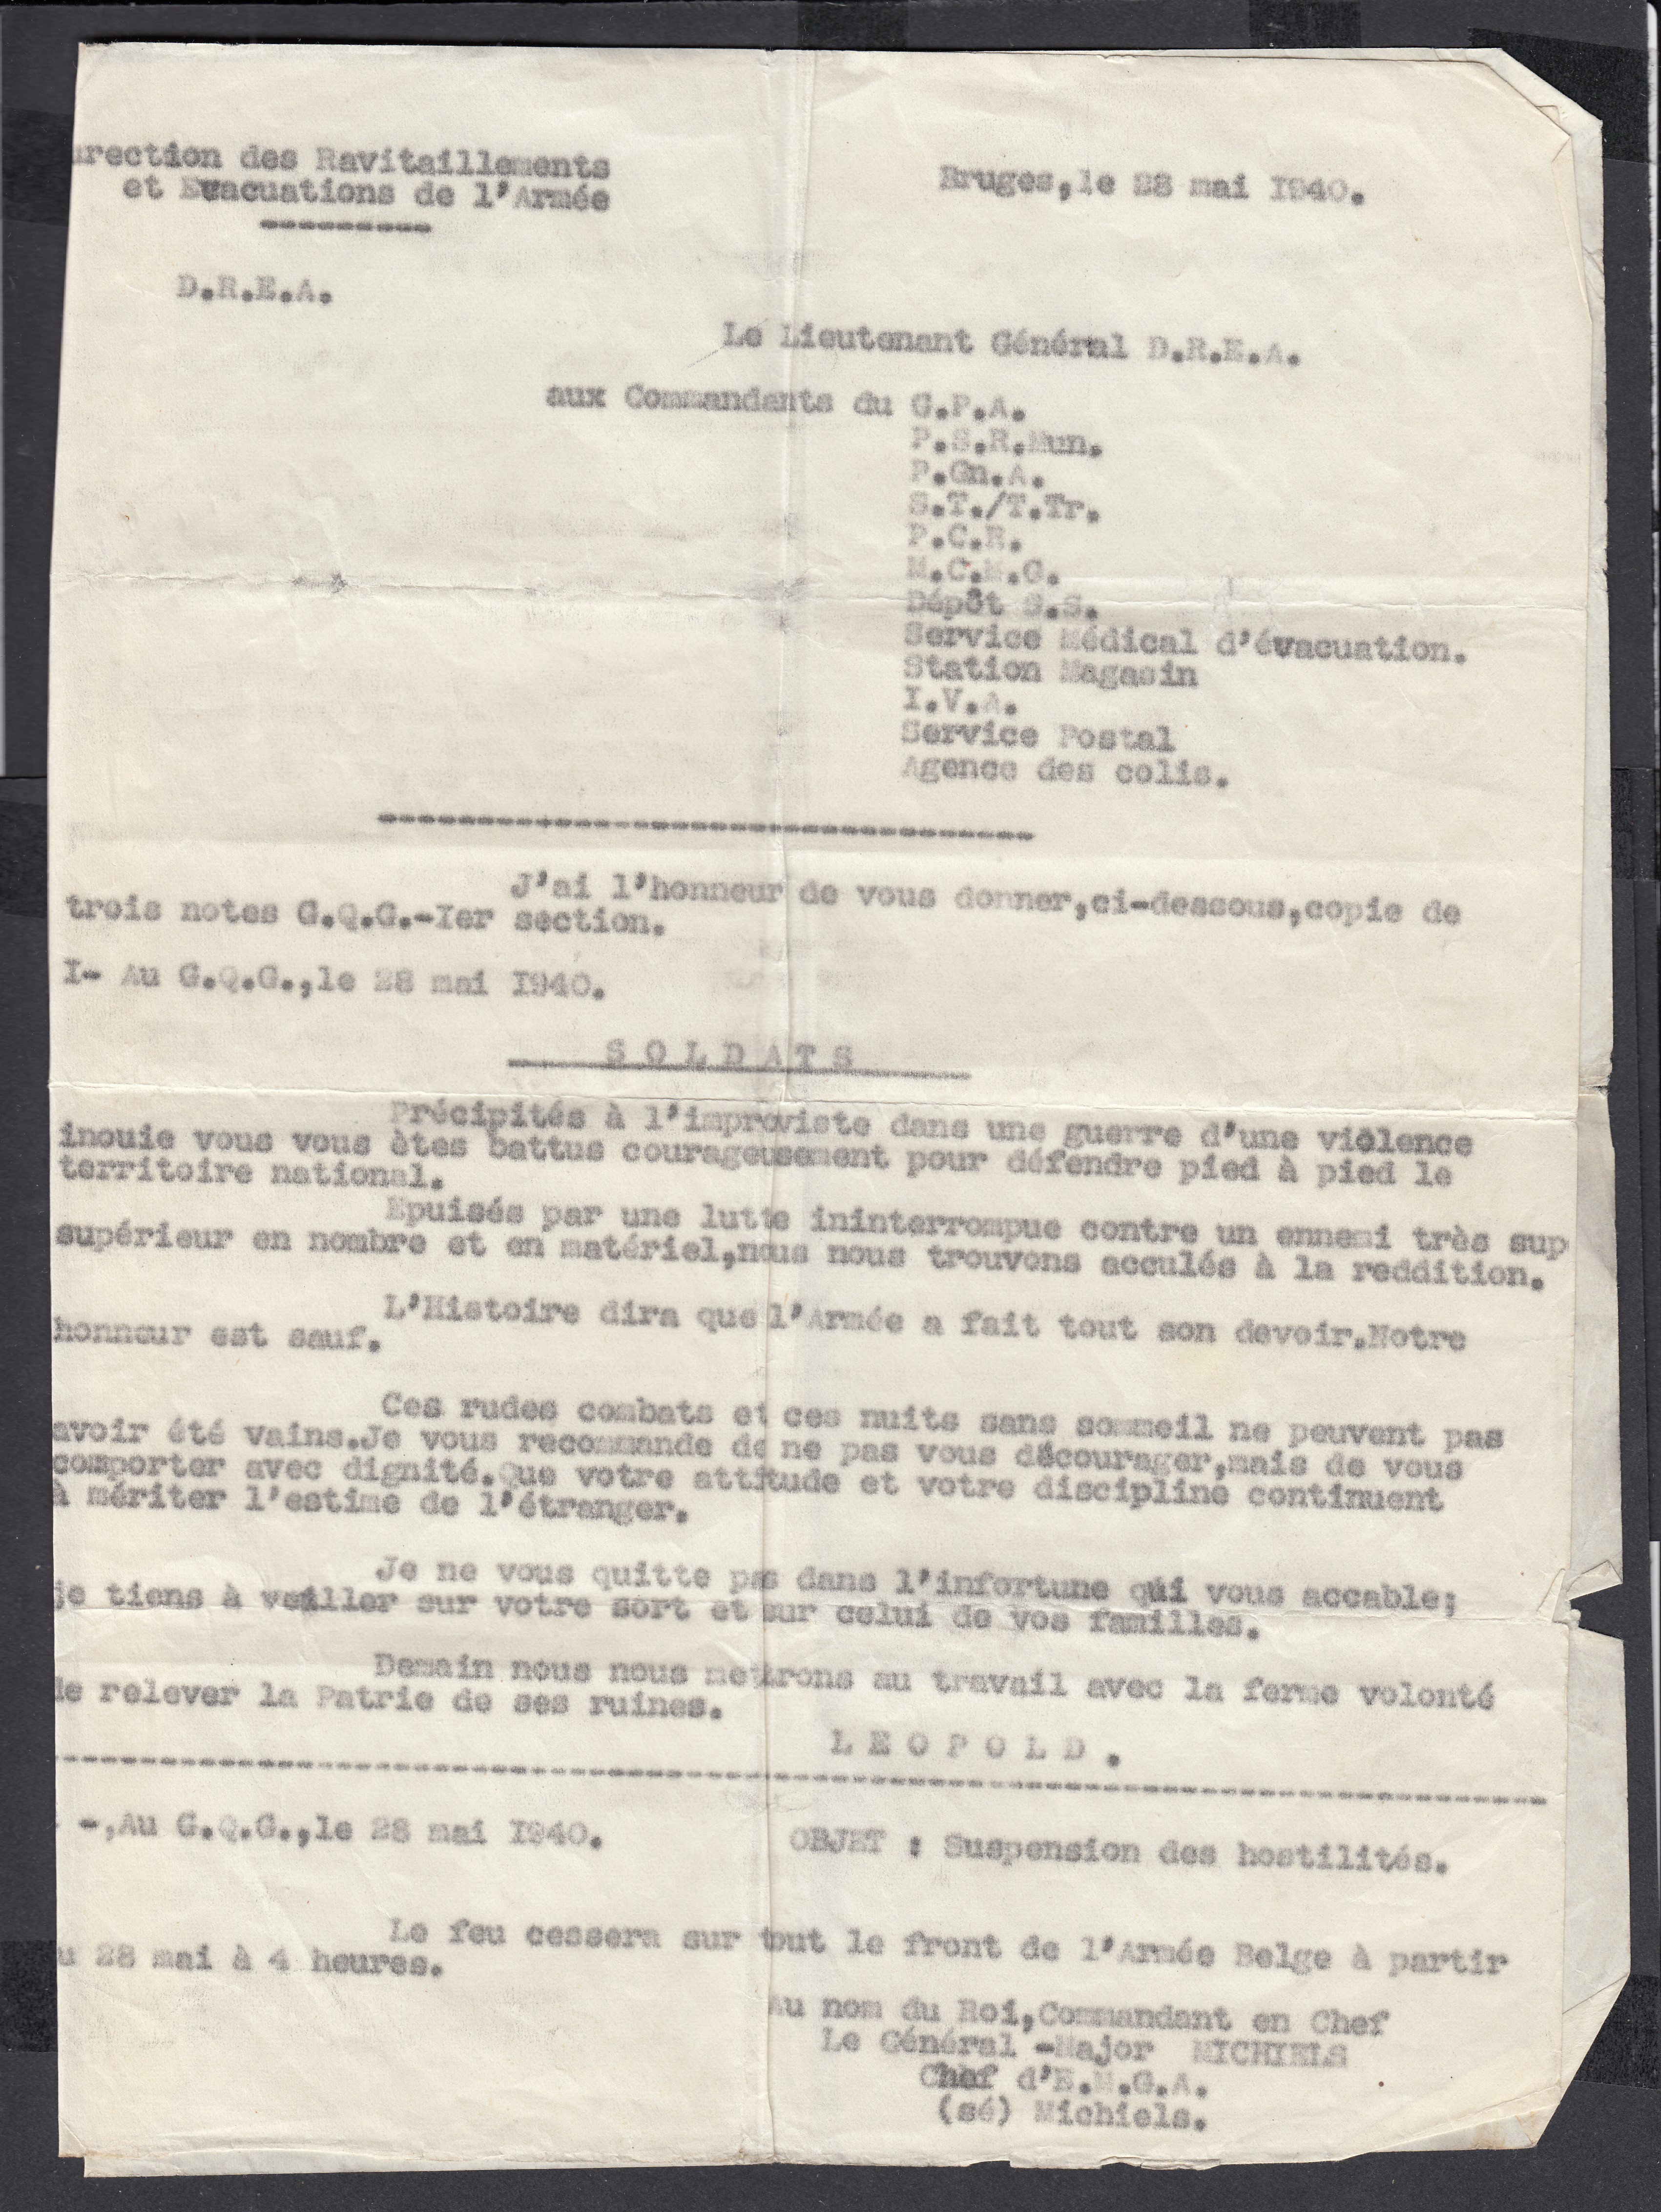 irection des Ravitaillements
et Evacuations de l'Armée
Bruges,le 28 mai I940.
D.R.E.A.
Le Lieutenant Général D.R.E.A.
aux Commandants du G.P.A.
P.S.R.Mun.
P.Gn.A.
S.T./T.Tr.
P.C.R.
M.C.M.G.
Dépôt S.S.
Service Médical d'évacuation.
Station Magasin
I.V.A.
Service Postal
Agence des colis.
J'ai l'honneur de vous donner,ci-dessous,copie de
trois notes G.Q.G.-Ier section.
I- Au G.Q.G.,le 28 mai I940.
S O L D A T S
Précipités à l'improviste dans une guerre d'une violence
inouie vous vous êtes battus courageusement pour défendre pied à pied le
territoire national.
Epuisés par une lutte ininterrompue contre un ennemi très sup
supérieur en nombre et en matériel,nous nous trouvons acculés à la reddition.
L'Histoire dira que l'Armée a fait tout son devoir.Notre
honneur est sauf.
Ces rudes combats et ces nuits sans sommeil ne peuvent pas
avoir été vains.Je vous recommande de ne pas vous décourager,mais de vous
comporter avec dignité.Que votre attitude et votre discipline continuent
à mériter l'estime de l'étranger.
Je ne vous quitte pas dans l'infortune qui vous accable;
je tiens à veiller sur votre sort et sur celui de vos familles.
Demain nous nous mettrons au travail avec la ferme volonté
de relever la Patrie de ses ruines.
L E O P O L D .
-,Au G.Q.G.,le 28 mai I940. OBJET : Suspension des hostilités.
Le feu cessera sur tout le front de l'Armée Belge à partir
u 28 mai à 4 heures.
Au nom du Roi,Commandant en Chef
Le Général -Major MICHIELS
Chef d'E.M.G.A.
(sé) Michiels.